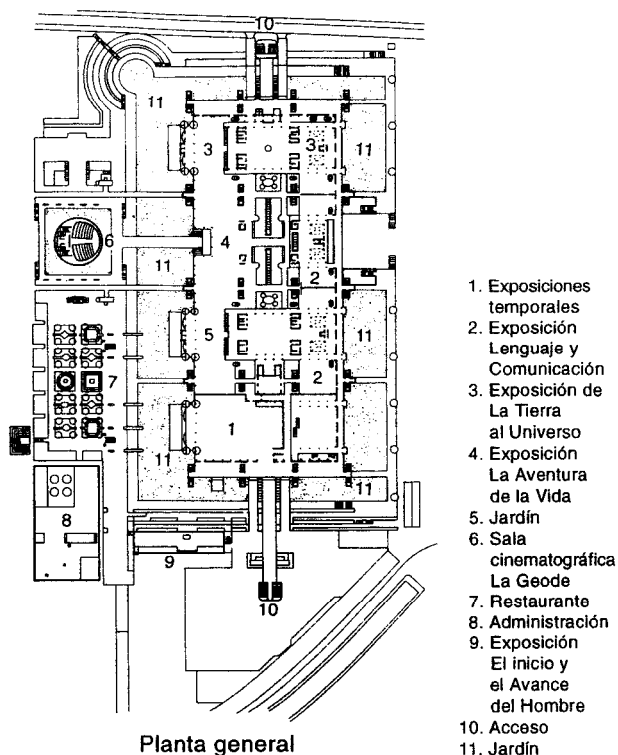 10
11
3
3
11
6
4
11
2
5
11
7
2
1
11
11
8
9
10
1. Exposiciones
temporales
2. Exposición
Lenguaje y
Comunicación
3. Exposición de
La Tierra
al Universo
4. Exposición
La Aventura
de la Vida
5. Jardín
6. Sala
cinematográfica
La Geode
7. Restaurante
8. Administración
9. Exposición
El inicio y
el Avance
del Hombre
10. Acceso
11. Jardín
Planta general